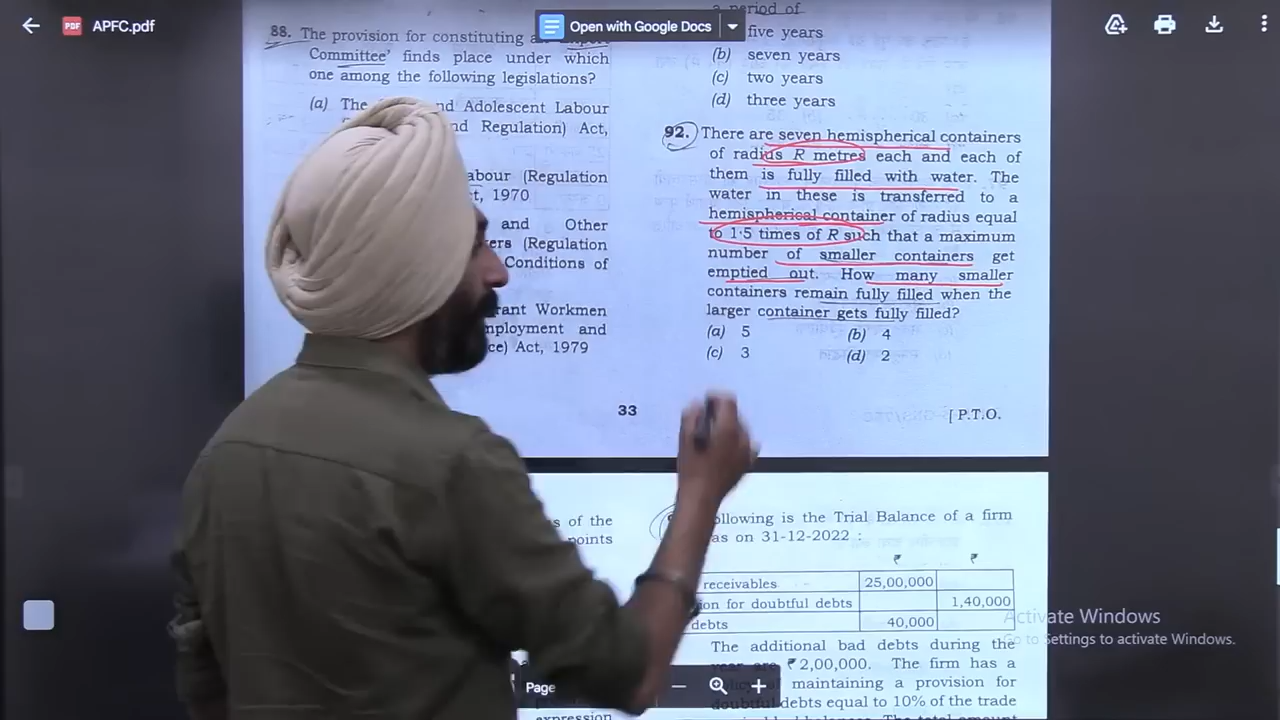 APFC.pdf
Open with Google Docs
88. The provision for constituting
Committee' finds place under which
one among the following legislations?
(a) The nd Adolescent Labour
nd Regulation) Act,
abour (Regulation
ct, 1970
and Other
ers (Regulation
Conditions of
rant Workmen
mployment and
ce) Act, 1979
33
a period of
five years
(b) seven years
(c) two years
(d) three years
92. There are seven hemispherical containers
of radius R metres each and each of
them is fully filled with water. The
water in these is transferred to a
hemispherical container of radius equal
to 1·5 times of R such that a maximum
number of smaller containers get
emptied out. How many smaller
containers remain fully filled when the
larger container gets fully filled?
(a) 5 (b) 4
(c) 3 (d) 2
[ P.T.O.
s of the
points
expression
ollowing is the Trial Balance of a firm
as on 31-12-2022 :
₹ ₹
receivables 25,00,000
ion for doubtful debts 1,40,000
debts 40,000
The additional bad debts during the
year are ₹ 2,00,000. The firm has a
maintaining a provision for
doubtful debts equal to 10% of the trade
Page
Activate Windows
Go to Settings to activate Windows.